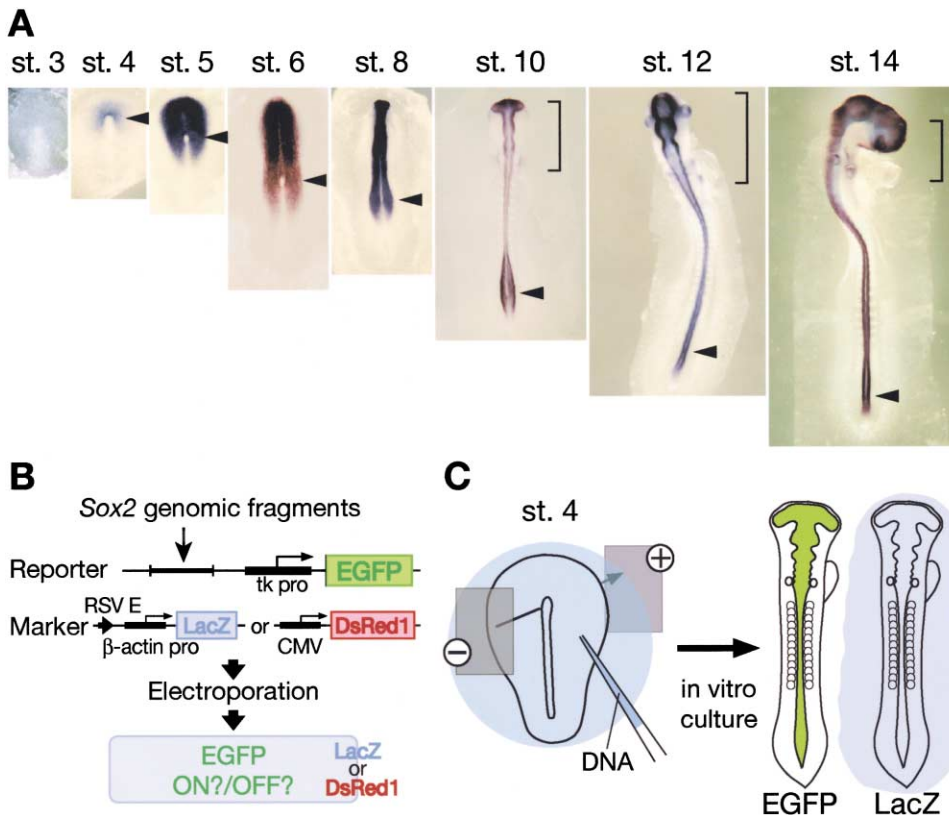 A
st. 3 st. 4 st. 5 st. 6 st. 8 st. 10 st. 12 st. 14
B
Sox2 genomic fragments
Reporter
tk pro
EGFP
RSV E
Marker
LacZ or DsRed1
β-actin pro CMV
Electroporation
EGFP
ON?/OFF?
LacZ
or
DsRed1
C
st. 4
+
−
DNA
in vitro
culture
EGFP LacZ